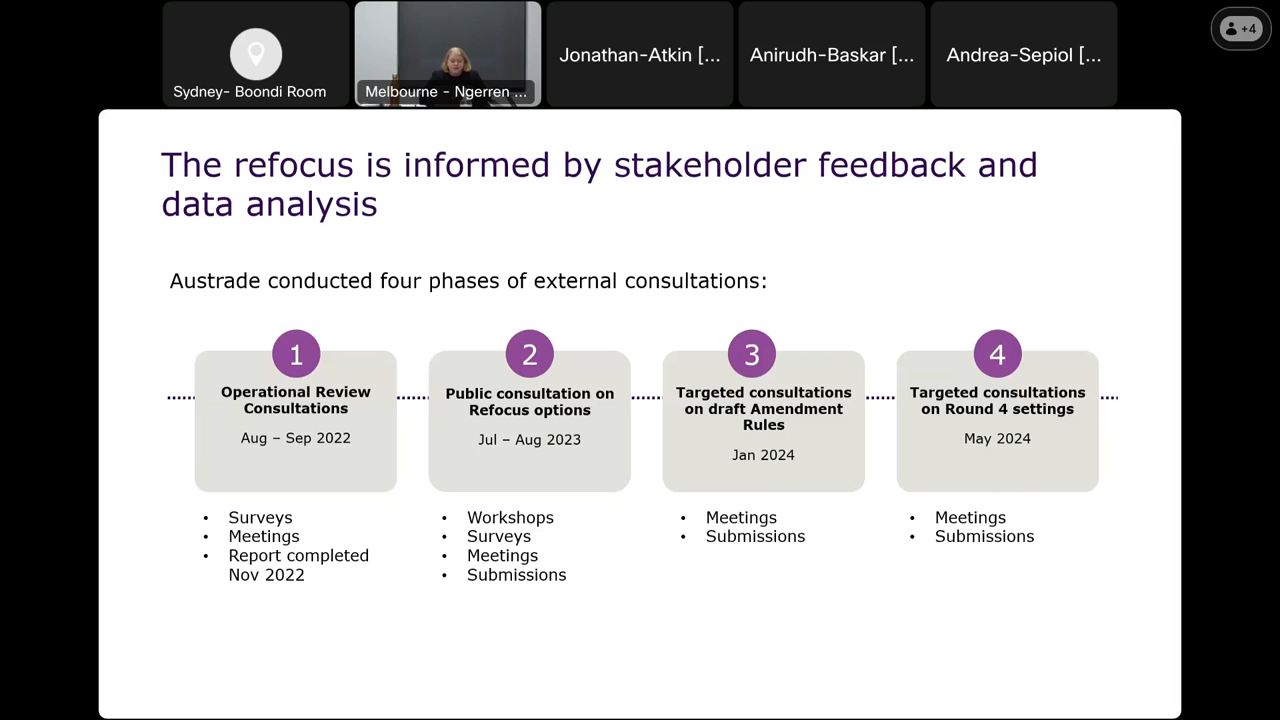 Sydney- Boondi Room
Melbourne - Ngerren ...
Jonathan-Atkin [...
Anirudh-Baskar [...
Andrea-Sepiol [...
+4
The refocus is informed by stakeholder feedback and
data analysis
Austrade conducted four phases of external consultations:
1
Operational Review
Consultations
Aug – Sep 2022
• Surveys
• Meetings
• Report completed
Nov 2022
2
Public consultation on
Refocus options
Jul – Aug 2023
• Workshops
• Surveys
• Meetings
• Submissions
3
Targeted consultations
on draft Amendment
Rules
Jan 2024
• Meetings
• Submissions
4
Targeted consultations
on Round 4 settings
May 2024
• Meetings
• Submissions